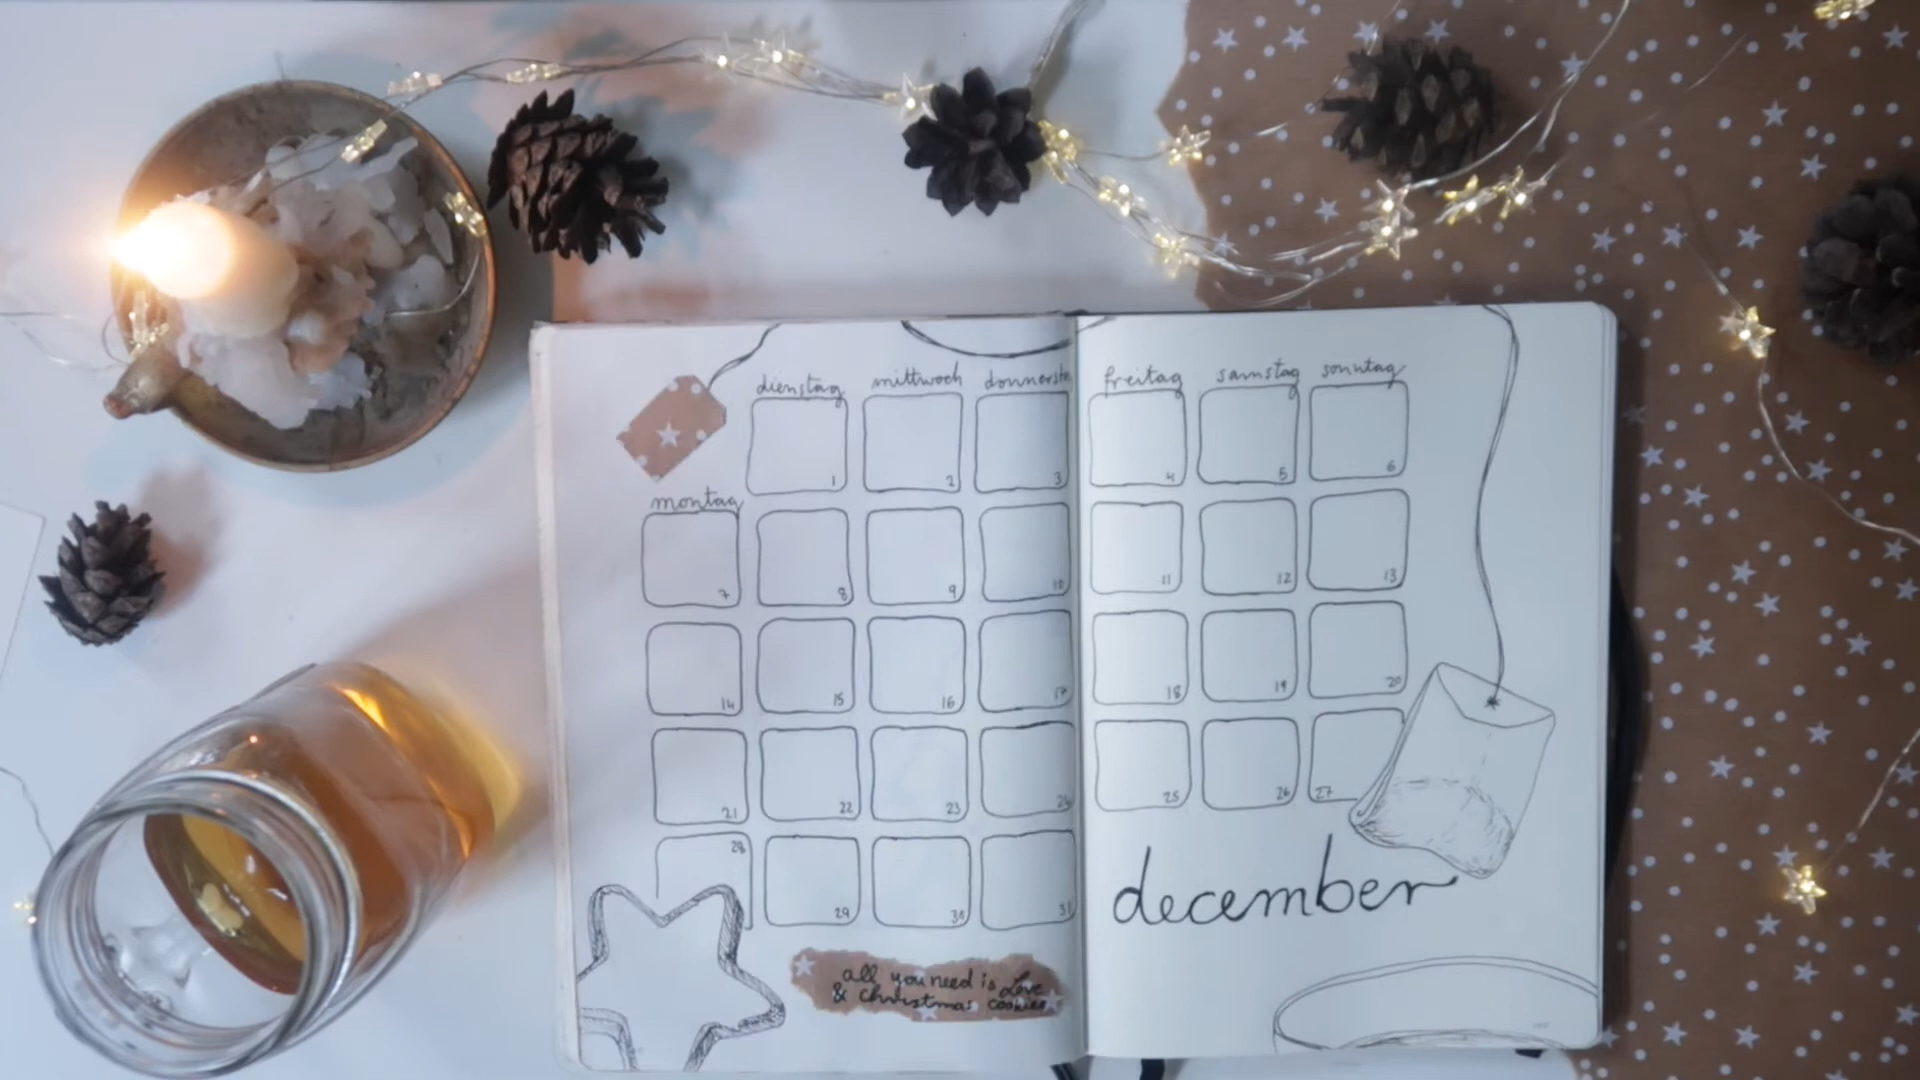 dienstag mittwoch donnersta freitag samstag sonntag
1 2 3 4 5 6
montag
7 8 9 10 11 12 13
14 15 16 17 18 19 20
21 22 23 24 25 26 27
28 29 30 31
december
all you need is Love
& Christmas cookies